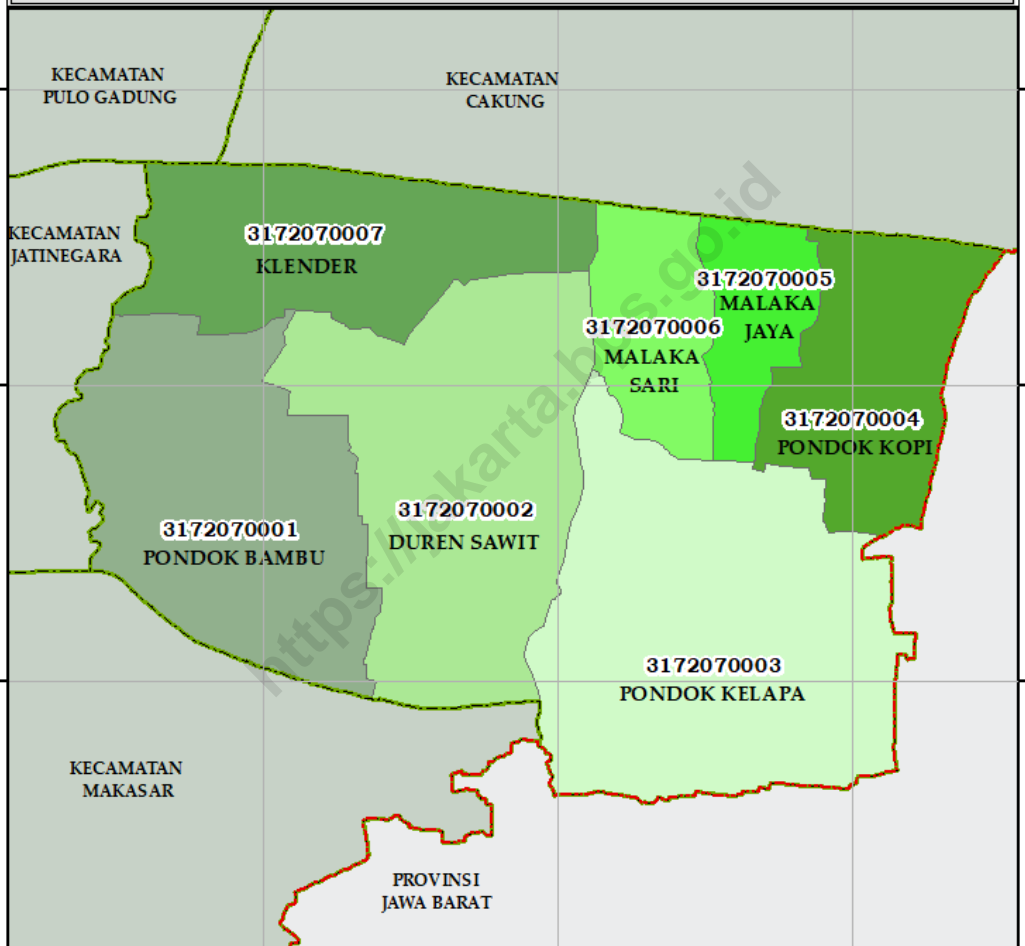 KECAMATAN
PULO GADUNG
KECAMATAN
CAKUNG
KECAMATAN
JATINEGARA
3172070007
KLENDER
3172070005
MALAKA
JAYA
3172070006
MALAKA
SARI
3172070004
PONDOK KOPI
3172070001
PONDOK BAMBU
3172070002
DUREN SAWIT
3172070003
PONDOK KELAPA
KECAMATAN
MAKASAR
PROVINSI
JAWA BARAT
https://jakarta.bps.go.id